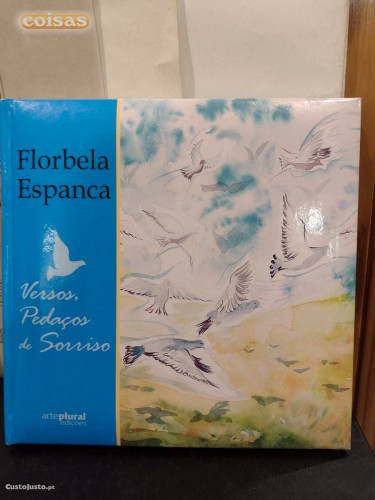 coisas
Florbela
Espanca
Versos,
Pedaços
de Sorriso
arteplural
edições
CustoJusto.pt